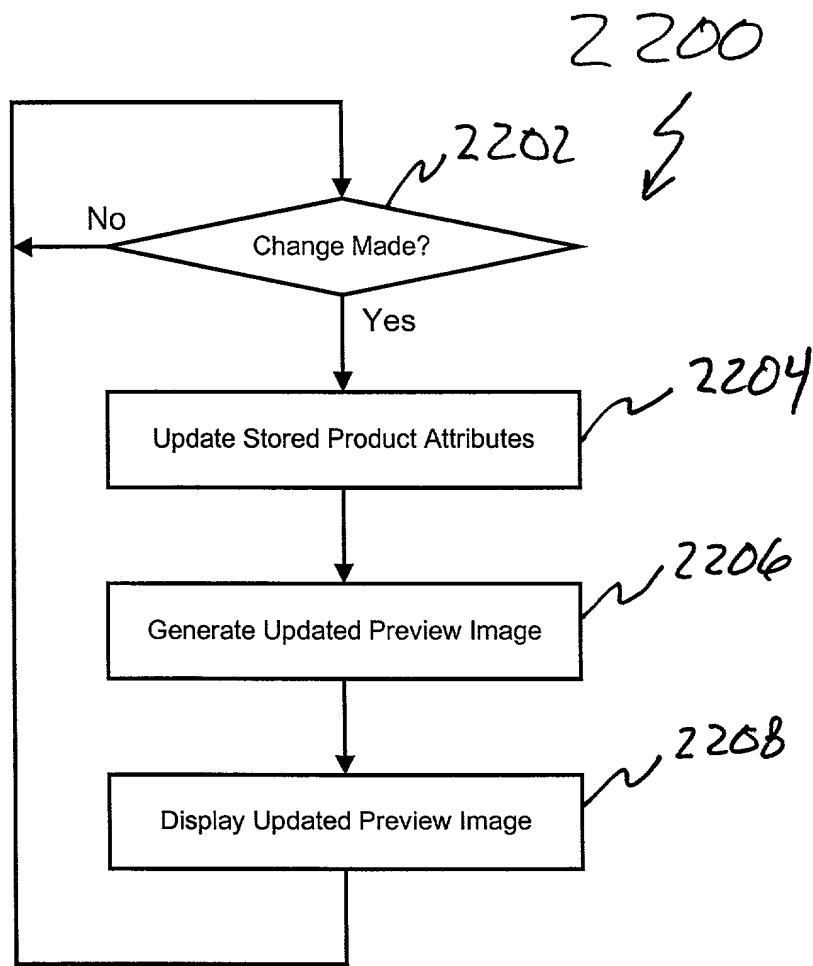 2200
2202
No
Change Made?
Yes
2204
Update Stored Product Attributes
2206
Generate Updated Preview Image
2208
Display Updated Preview Image